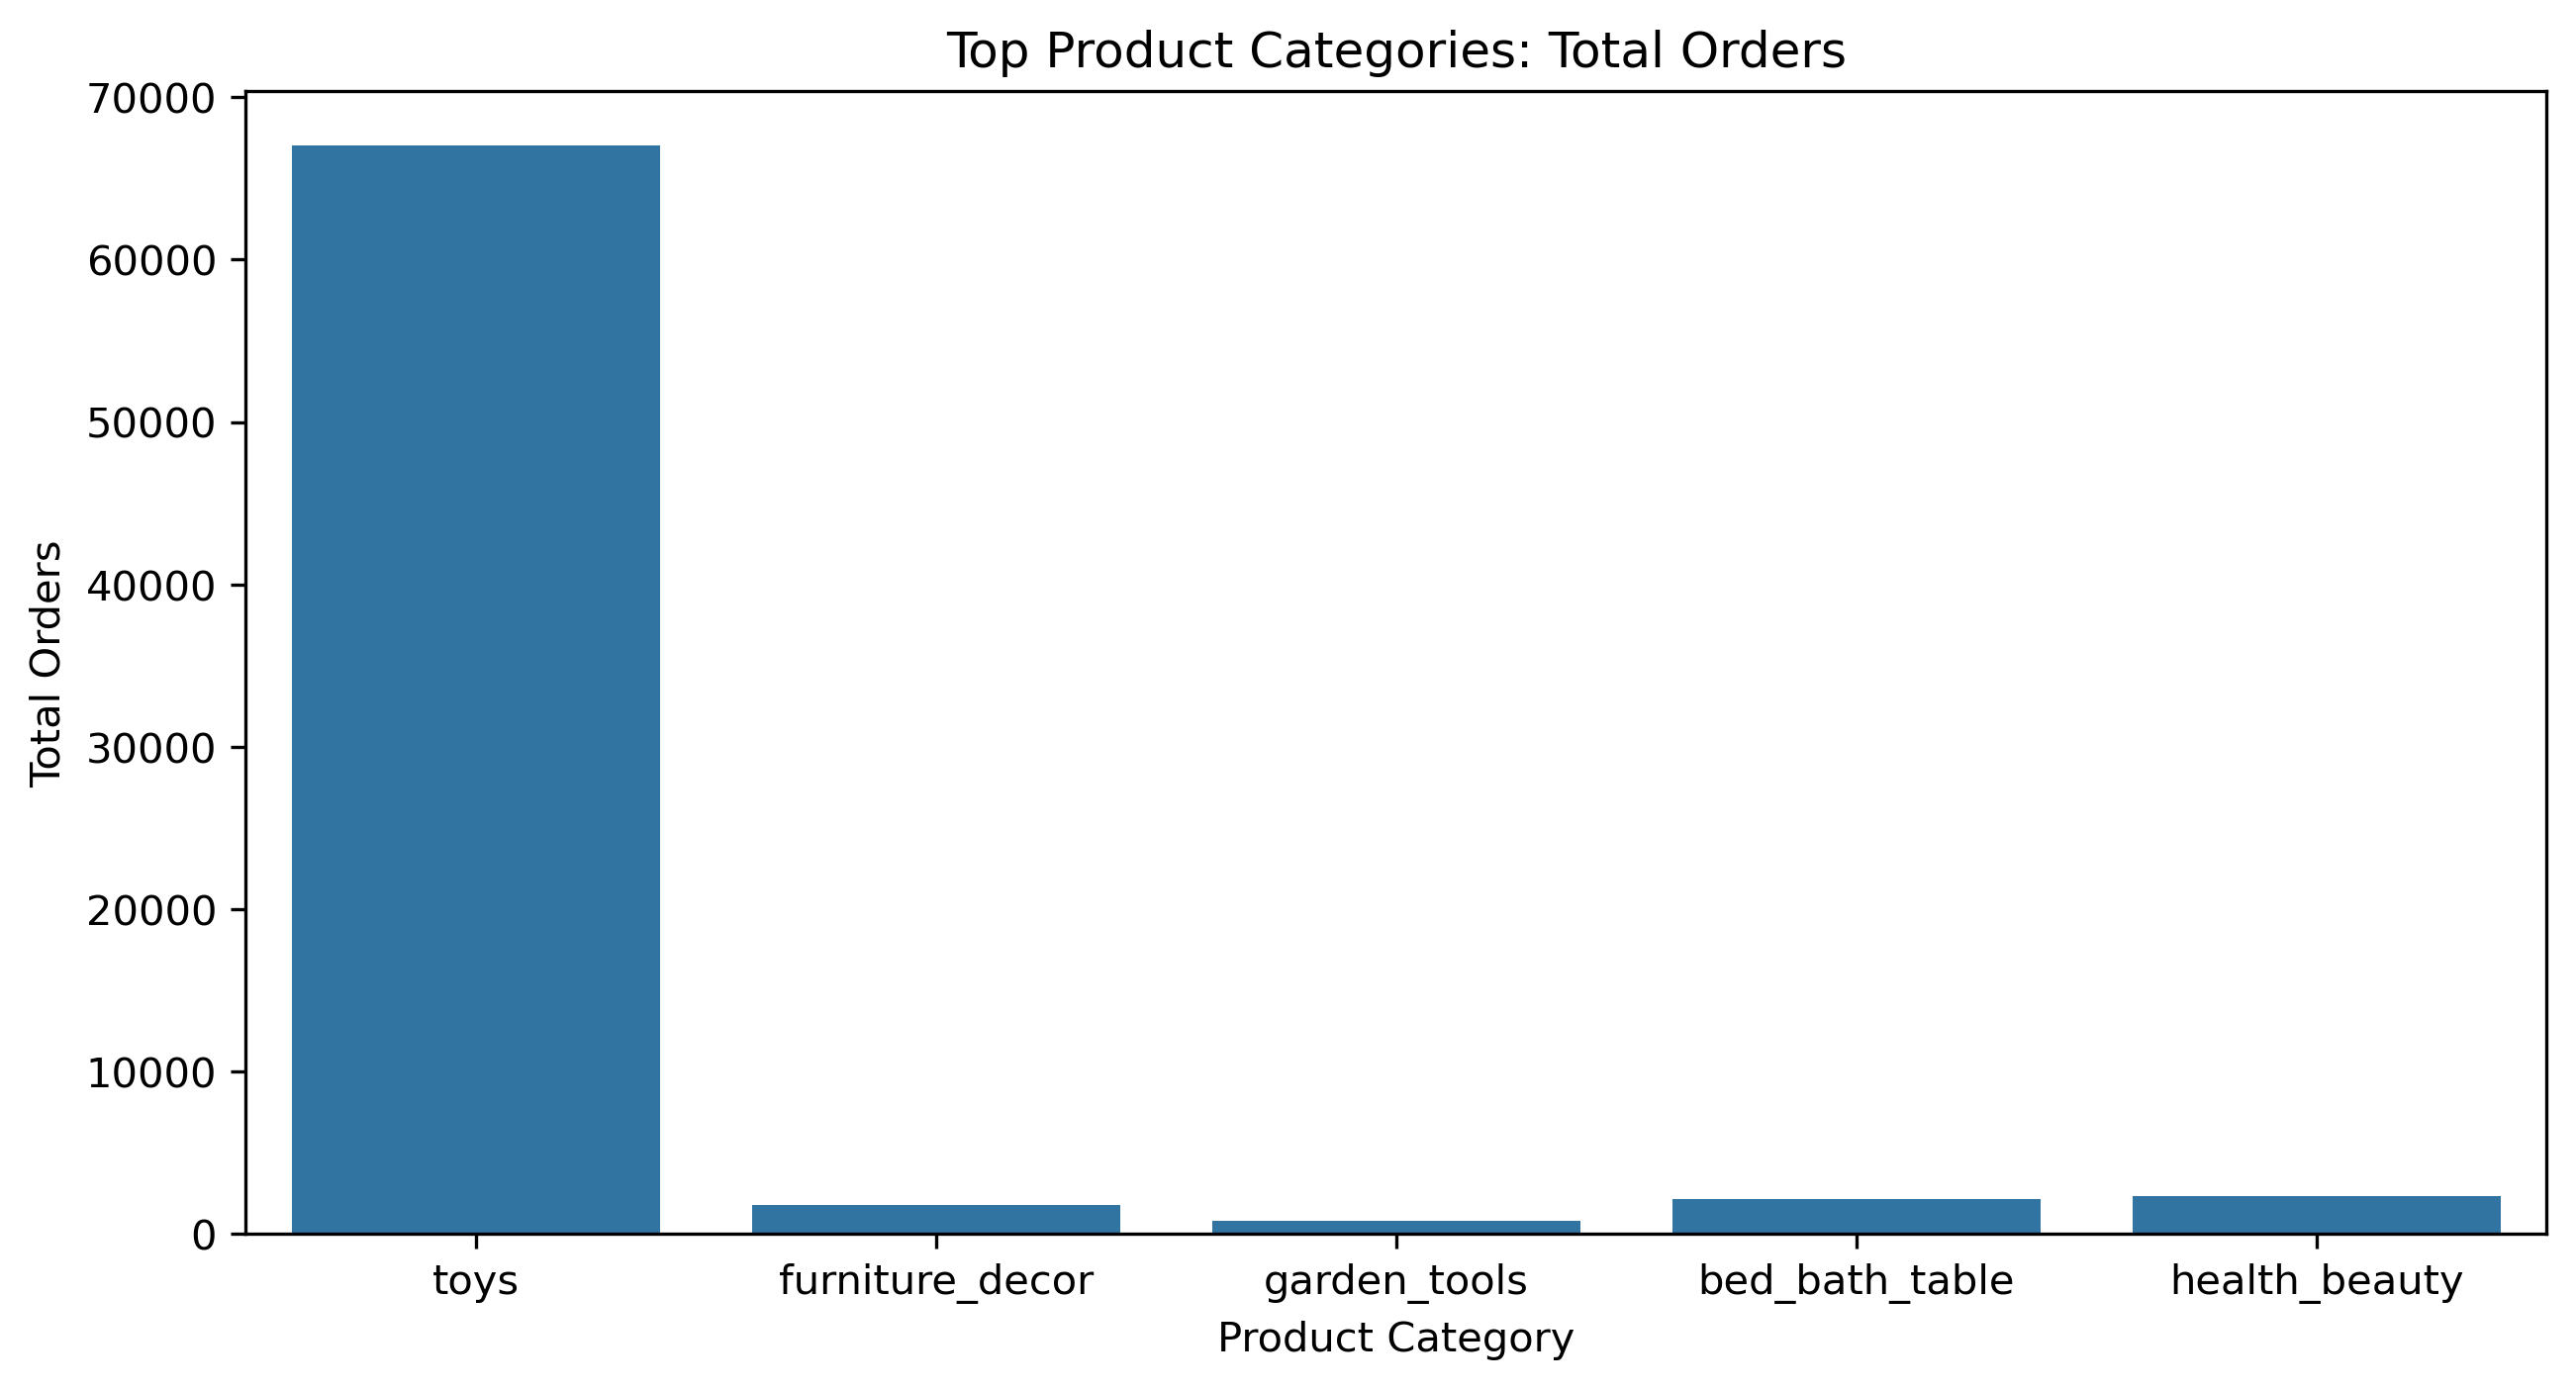 Top Product Categories: Total Orders
70000
60000
50000
40000
30000
20000
10000
0
Total Orders
toys furniture_decor garden_tools bed_bath_table health_beauty
Product Category